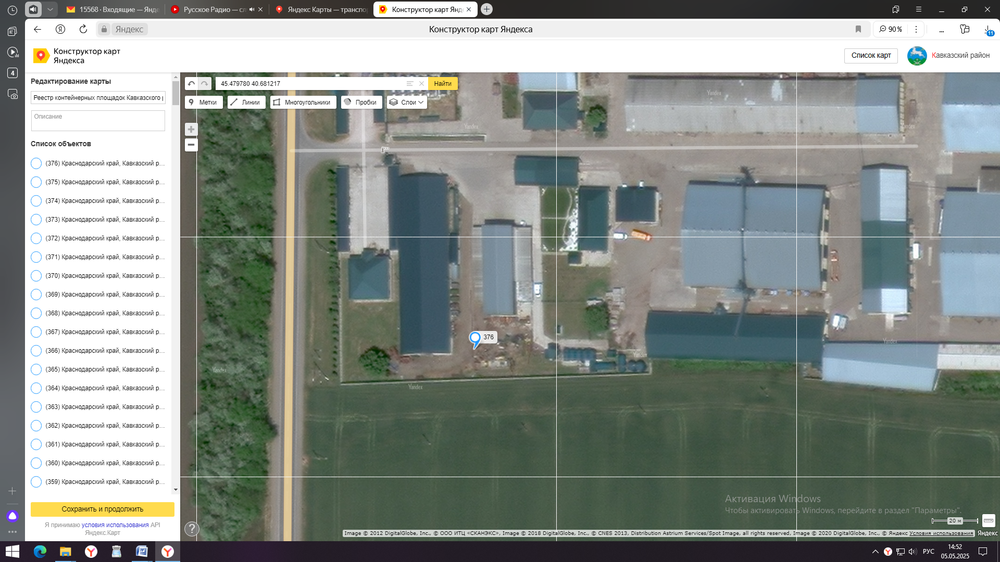 15568 · Входящие — Янде
Русское Радио — сл
Яндекс Карты — транспо
Конструктор карт Янд
Яндекс
Конструктор карт Яндекса
90%
11
4
Конструктор карт
Яндекса
Список карт
Кавказский район
Редактирование карты
Реестр контейнерных площадок Кавказского р
Описание
Список объектов
(376) Краснодарский край, Кавказский р...
(375) Краснодарский край, Кавказский р...
(374) Краснодарский край, Кавказский р...
(373) Краснодарский край, Кавказский р...
(372) Краснодарский край, Кавказский р...
(371) Краснодарский край, Кавказский р...
(370) Краснодарский край, Кавказский р...
(369) Краснодарский край, Кавказский р...
(368) Краснодарский край, Кавказский р...
(367) Краснодарский край, Кавказский р...
(366) Краснодарский край, Кавказский р...
(365) Краснодарский край, Кавказский р...
(364) Краснодарский край, Кавказский р...
(363) Краснодарский край, Кавказский р...
(362) Краснодарский край, Кавказский р...
(361) Краснодарский край, Кавказский р...
(360) Краснодарский край, Кавказский р...
(359) Краснодарский край, Кавказский р...
Сохранить и продолжить
Я принимаю условия использования API
Яндекс.Карт
45.479780 40.681217
Найти
Метки
Линии
Многоугольники
Пробки
Слои
Yandex
Yandex
Yandex
376
Yandex
Yandex
Yandex
Yandex
Активация Windows
Чтобы активировать Windows, перейдите в раздел "Параметры".
20 м
?
Image © 2012 DigitalGlobe, Inc., © ООО ИТЦ «СКАНЭКС», Image © 2018 DigitalGlobe, Inc., © CNES 2013, Distribution Astrium Services/Spot Image, all rights reserved, Image © 2020 DigitalGlobe, Inc., © Яндекс Условия использования
Яндекс
РУС
14:52
05.05.2025